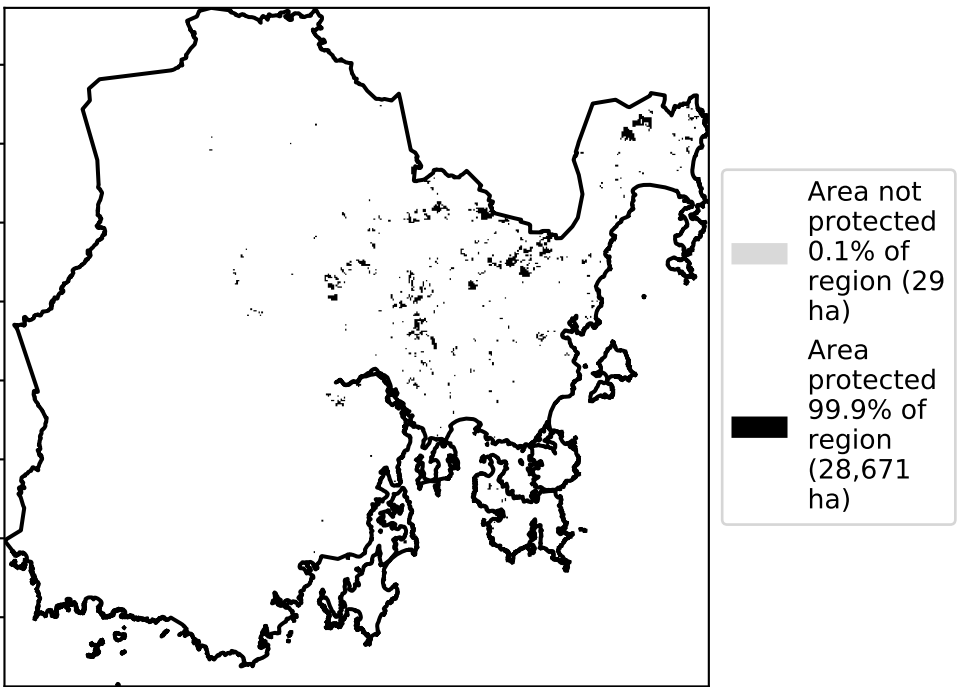 Area not
protected
0.1% of
region (29
ha)
Area
protected
99.9% of
region
(28,671
ha)